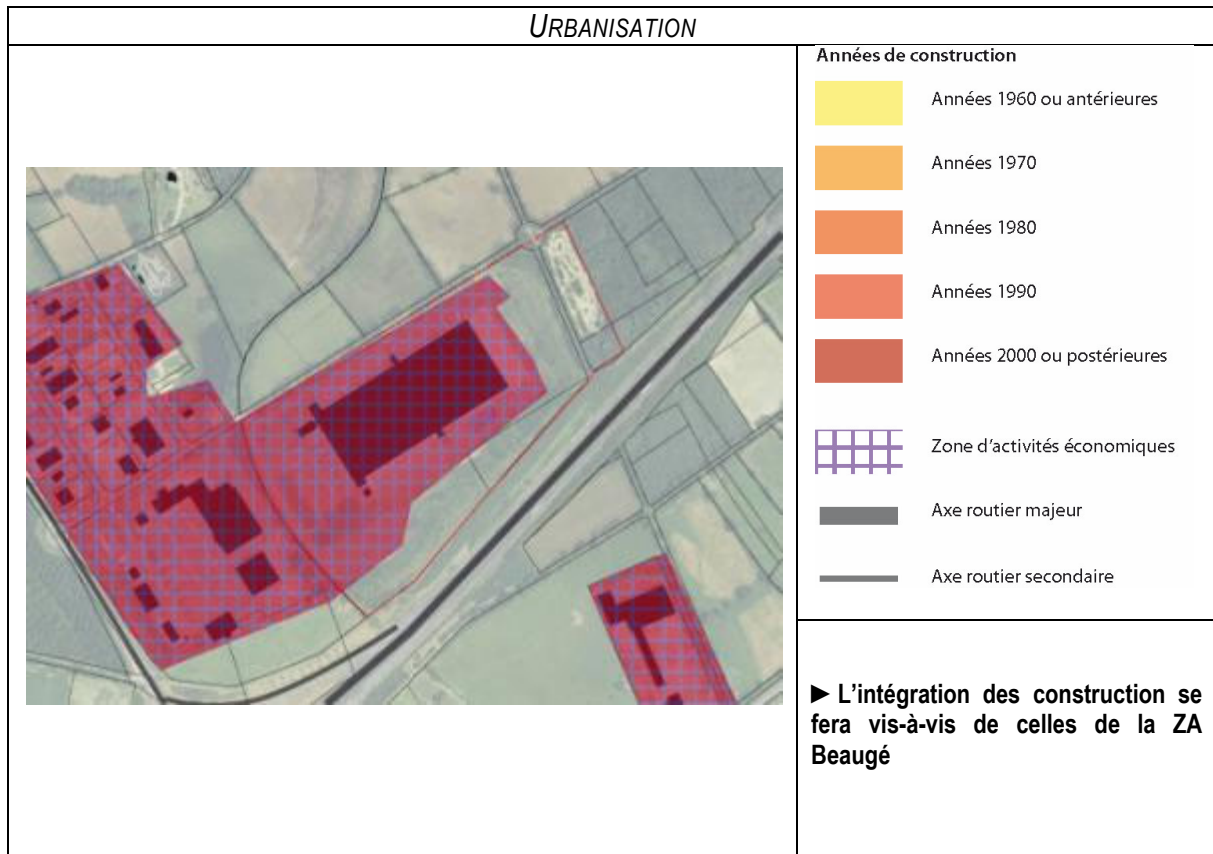 URBANISATION
Années de construction
Années 1960 ou antérieures
Années 1970
Années 1980
Années 1990
Années 2000 ou postérieures
Zone d'activités économiques
Axe routier majeur
Axe routier secondaire
► L'intégration des construction se
fera vis-à-vis de celles de la ZA
Beaugé